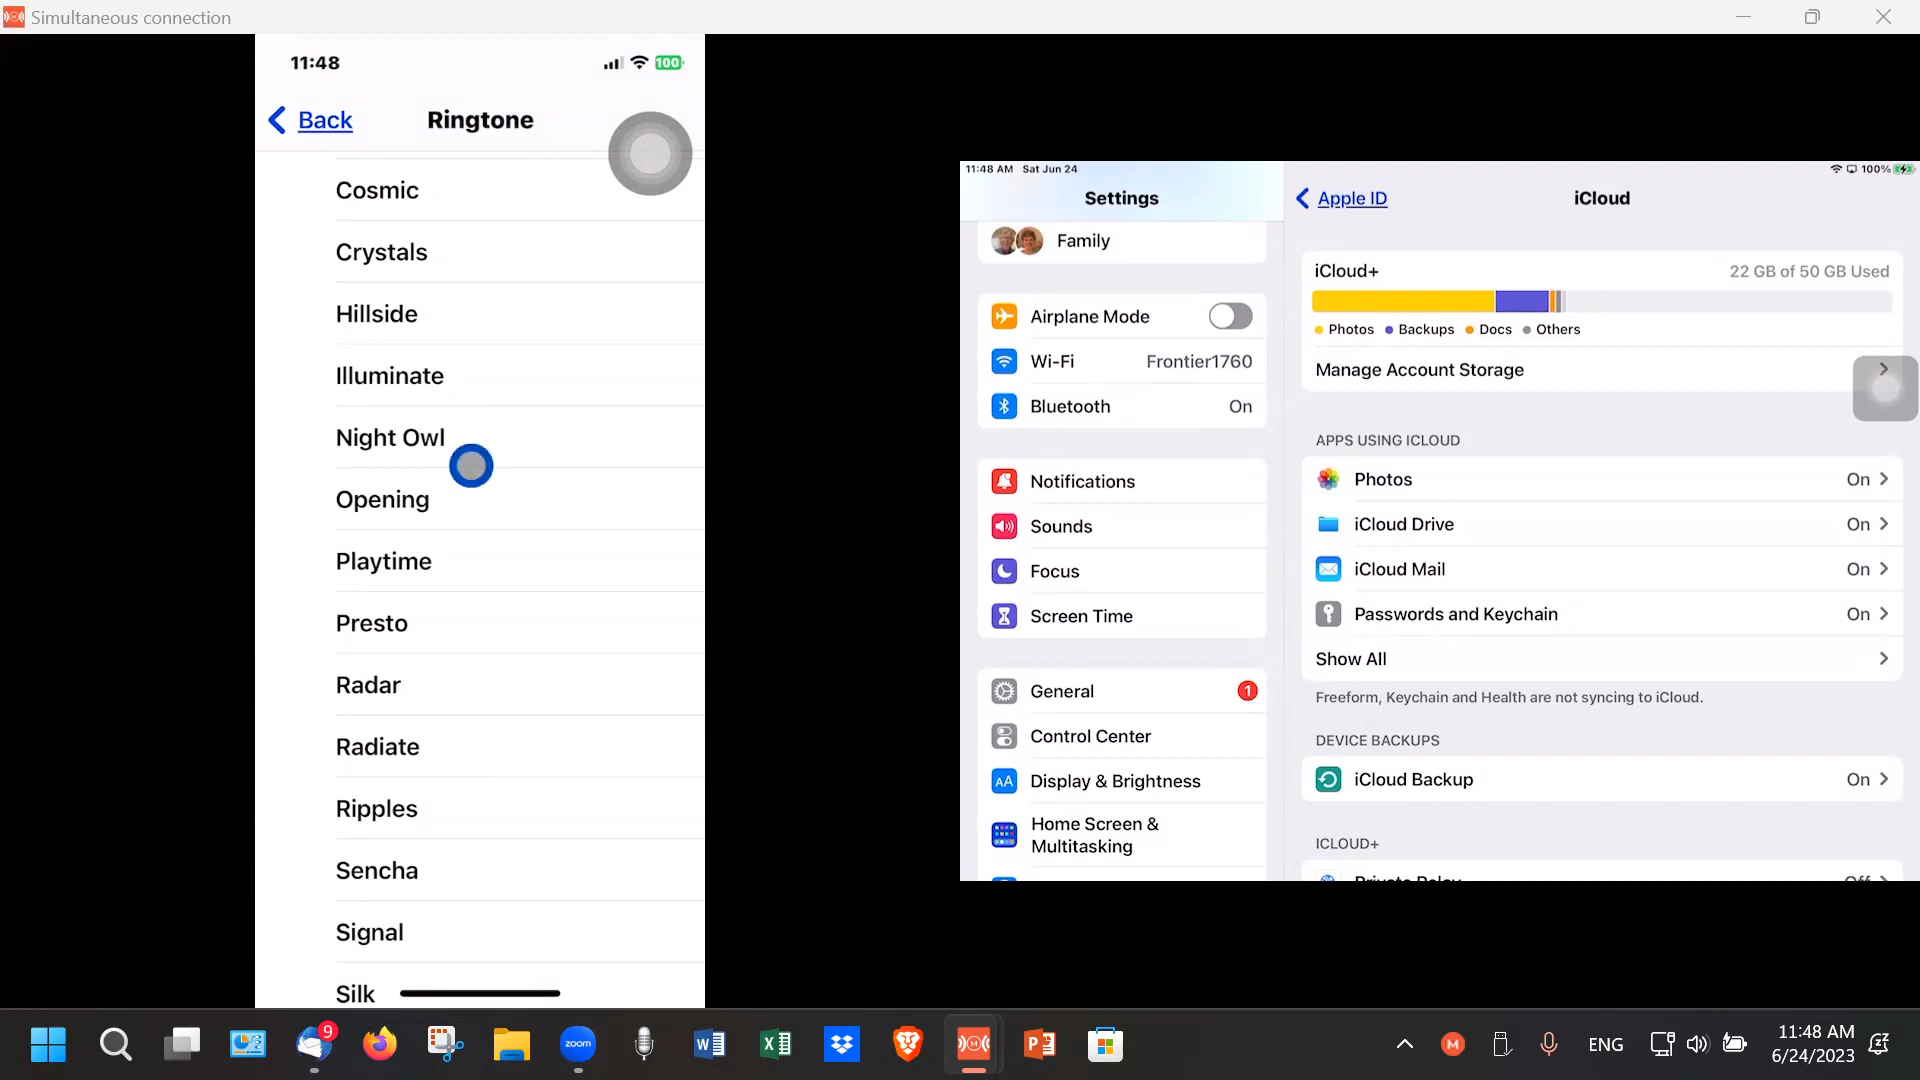 Simultaneous connection
11:48
100
Back
Ringtone
Cosmic
Crystals
Hillside
Illuminate
Night Owl
Opening
Playtime
Presto
Radar
Radiate
Ripples
Sencha
Signal
Silk
11:48 AM Sat Jun 24
100%
Settings
Family
Airplane Mode
Wi-Fi Frontier1760
Bluetooth On
Notifications
Sounds
Focus
Screen Time
General 1
Control Center
AA Display & Brightness
Home Screen &
Multitasking
Apple ID
iCloud
iCloud+ 22 GB of 50 GB Used
Photos Backups Docs Others
Manage Account Storage
APPS USING ICLOUD
Photos On
iCloud Drive On
iCloud Mail On
Passwords and Keychain On
Show All
Freeform, Keychain and Health are not syncing to iCloud.
DEVICE BACKUPS
iCloud Backup On
ICLOUD+
Private Relay Off
9
zoom
W
X
M
P
M
ENG
11:48 AM
6/24/2023